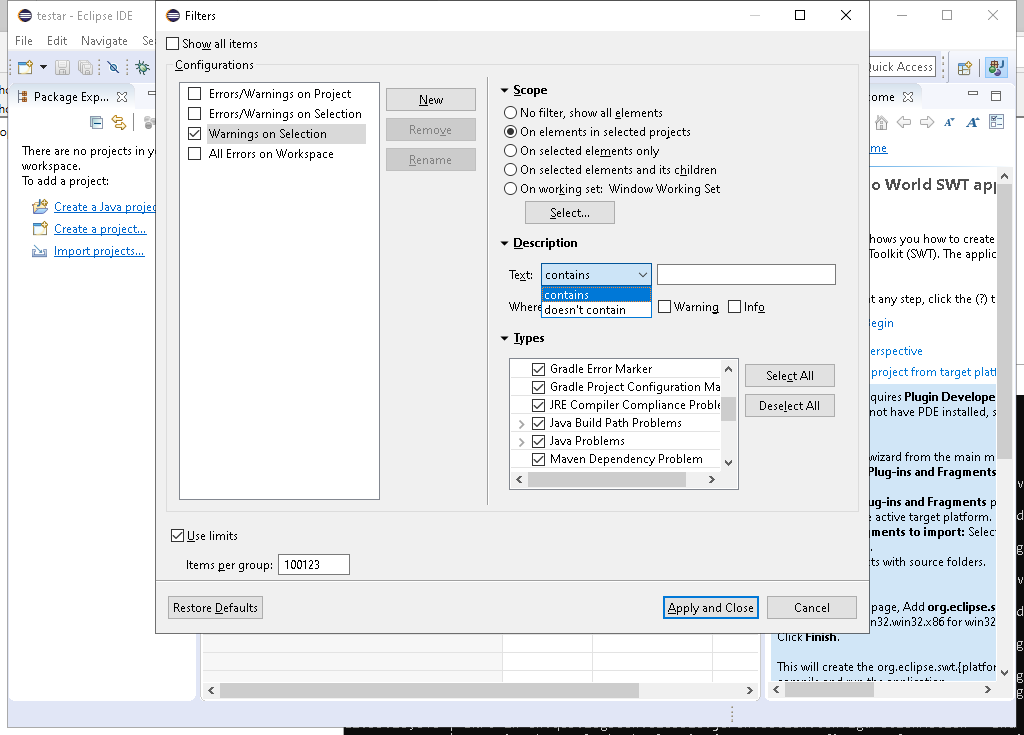 testar - Eclipse IDE
File Edit Navigate
Package Exp...
There are no projects in
workspace.
To add a project:
Create a Java
Create a project...
Import projects...
Filters
Show all items
Configurations
Errors/Warnings on Project
Errors/Warnings on Selection
Warnings on Selection
All Errors on Workspace
New
Remove
Rename
Scope
No filter, show all elements
On elements in selected projects
On selected elements only
On selected elements and its children
On working set: Window Working Set
Select...
Description
Text: contains
contains
doesn't contain
Where
Warning
Info
Types
Gradle Error Marker
Gradle Project Configuration Ma
JRE Compiler Compliance Proble
Java Build Path Problems
Java Problems
Maven Dependency Problem
Select All
Deselect All
Use limits
Items per group: 100123
Restore Defaults
Apply and Close
Cancel
Quick Access
ome
me
o World SWT app
hows you how to create
Toolkit (SWT). The applic
t any step, click the (?) t
Begin
erspective
project from target platf
quires Plugin Develope
not have PDE installed, s
wizard from the main m
Plug-ins and Fragments
ug-ins and Fragments p
e active target platform.
gments to import: Selec
ts with source folders.
page, Add org.eclipse.s
n32.win32.x86 for win32
Click Finish.
This will create the org.eclipse.swt.{platfor
compile and run the application